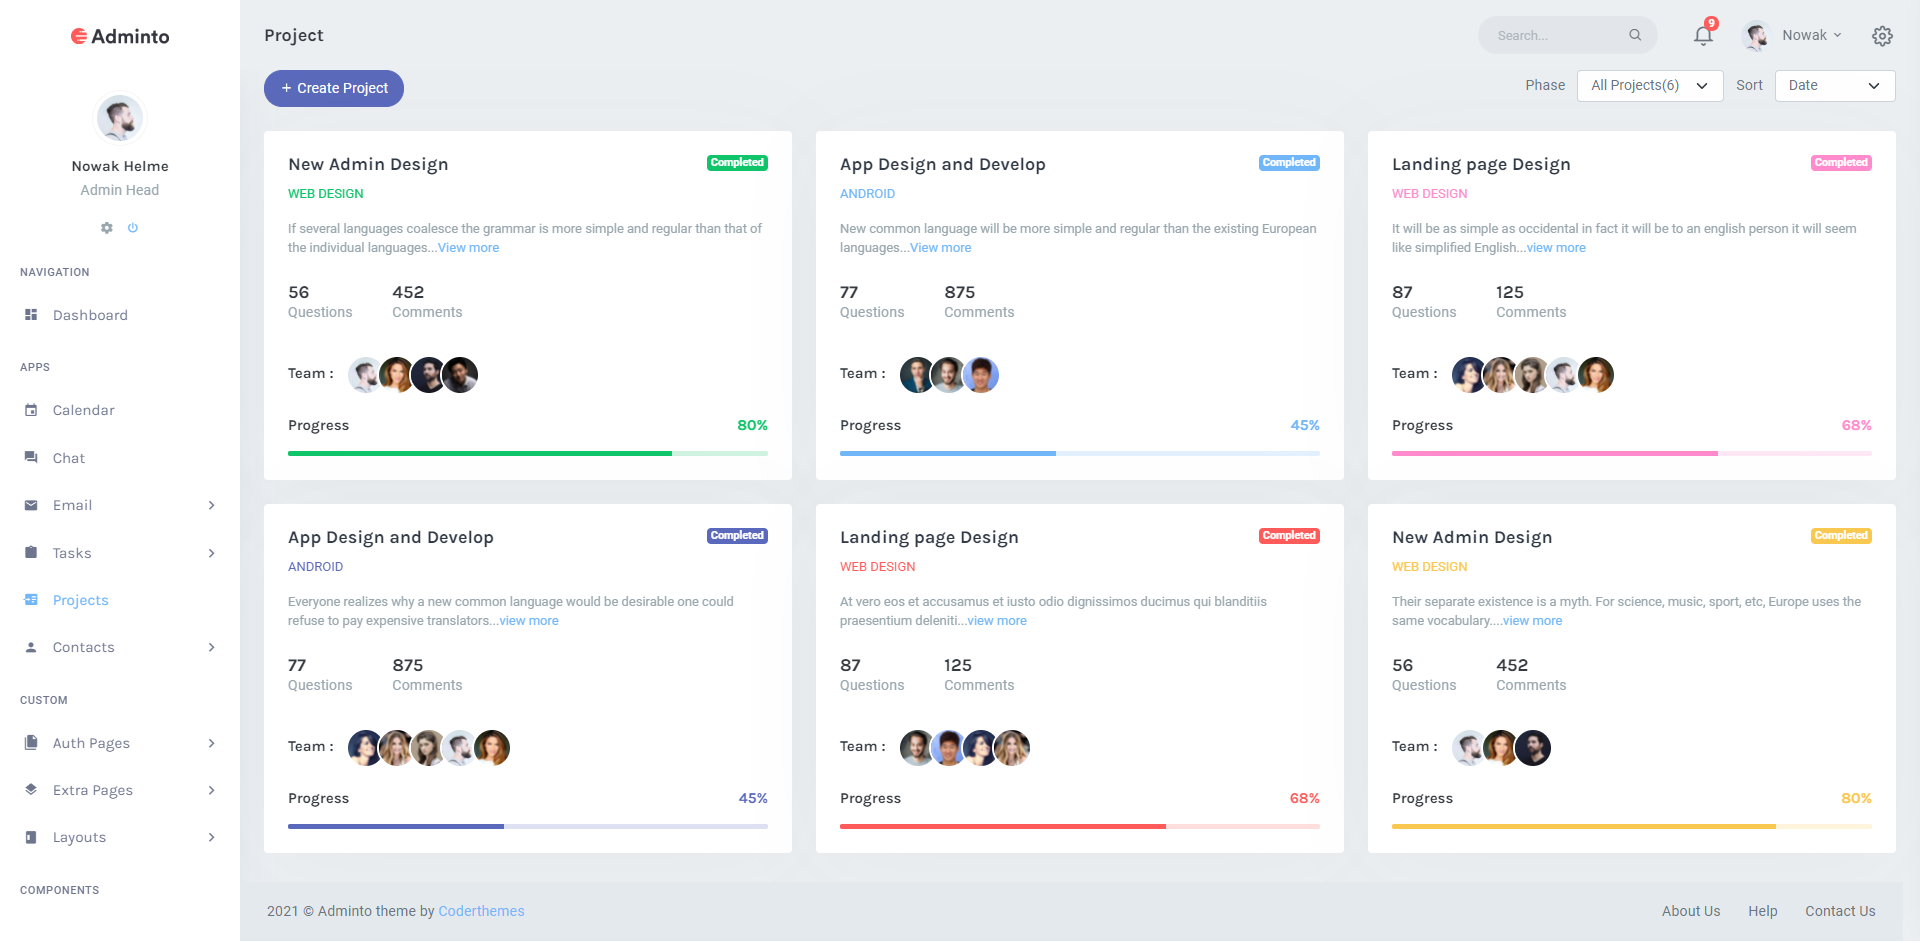 Adminto
Nowak Helme
Admin Head
NAVIGATION
Dashboard
APPS
Calendar
Chat
Email
Tasks
Projects
Contacts
CUSTOM
Auth Pages
Extra Pages
Layouts
COMPONENTS
Project
Search...
9
Nowak
+ Create Project
Phase
All Projects(6)
Sort
Date
New Admin Design
Completed
WEB DESIGN
If several languages coalesce the grammar is more simple and regular than that of
the individual languages...View more
56
452
Questions
Comments
Team :
Progress
80%
App Design and Develop
Completed
ANDROID
New common language will be more simple and regular than the existing European
languages...View more
77
875
Questions
Comments
Team :
Progress
45%
Landing page Design
Completed
WEB DESIGN
It will be as simple as occidental in fact it will be to an english person it will seem
like simplified English...view more
87
125
Questions
Comments
Team :
Progress
68%
App Design and Develop
Completed
ANDROID
Everyone realizes why a new common language would be desirable one could
refuse to pay expensive translators...view more
77
875
Questions
Comments
Team :
Progress
45%
Landing page Design
Completed
WEB DESIGN
At vero eos et accusamus et iusto odio dignissimos ducimus qui blanditiis
praesentium deleniti...view more
87
125
Questions
Comments
Team :
Progress
68%
New Admin Design
Completed
WEB DESIGN
Their separate existence is a myth. For science, music, sport, etc, Europe uses the
same vocabulary....view more
56
452
Questions
Comments
Team :
Progress
80%
2021 © Adminto theme by Coderthemes
About Us
Help
Contact Us